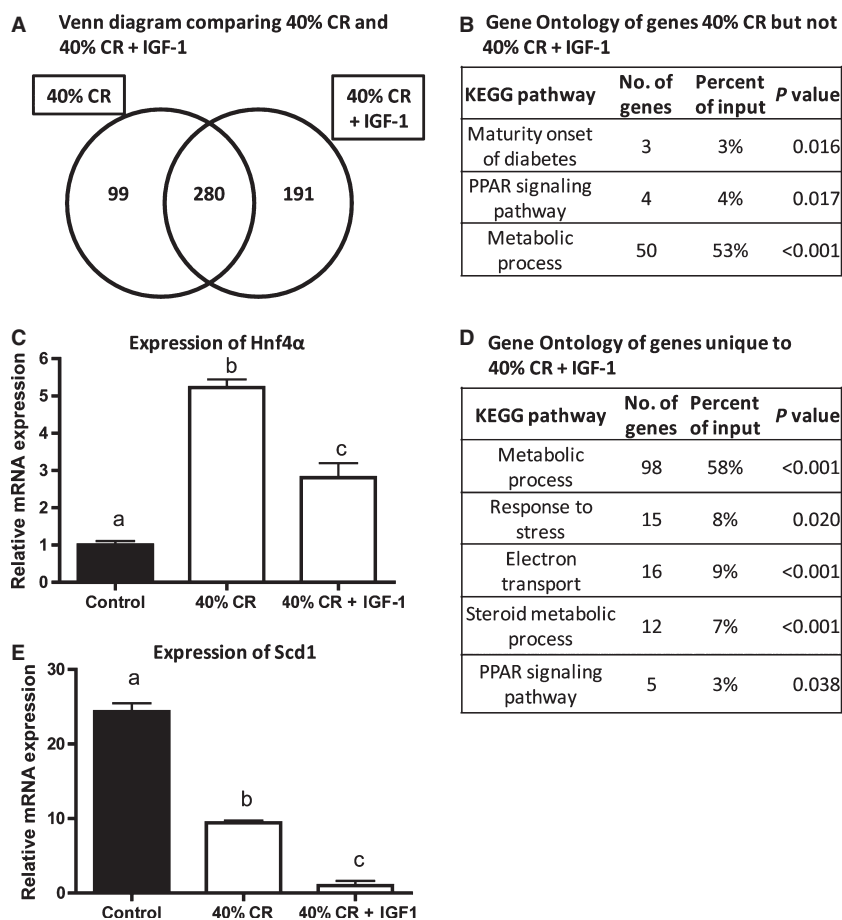 A Venn diagram comparing 40% CR and
40% CR + IGF-1
40% CR
40% CR
+ IGF-1
99 280 191
B Gene Ontology of genes 40% CR but not
40% CR + IGF-1
KEGG pathway No. of genes Percent of input P value
Maturity onset of diabetes 3 3% 0.016
PPAR signaling pathway 4 4% 0.017
Metabolic process 50 53% <0.001
C Expression of Hnf4α
Relative mRNA expression
6
5
4
3
2
1
0
a
b
c
Control 40% CR 40% CR + IGF-1
D Gene Ontology of genes unique to
40% CR + IGF-1
KEGG pathway No. of genes Percent of input P value
Metabolic process 98 58% <0.001
Response to stress 15 8% 0.020
Electron transport 16 9% <0.001
Steroid metabolic process 12 7% <0.001
PPAR signaling pathway 5 3% 0.038
E Expression of Scd1
Relative mRNA expression
30
20
10
0
a
b
c
Control 40% CR 40% CR + IGF1